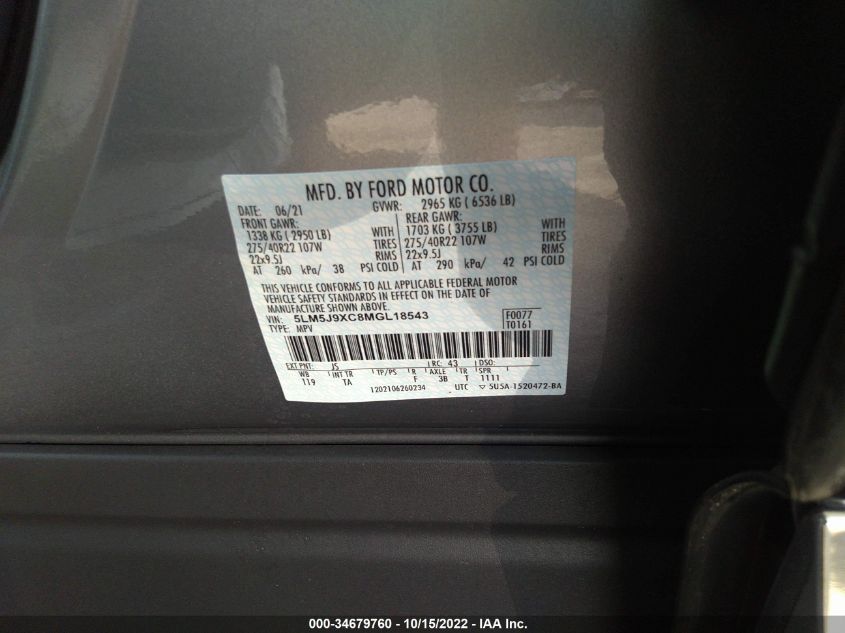 MFD. BY FORD MOTOR CO.
DATE: 06/21 GVWR: 2965 KG ( 6536 LB)
FRONT GAWR: REAR GAWR:
1338 KG ( 2950 LB) WITH 1703 KG ( 3755 LB) WITH
275/40R22 107W TIRES 275/40R22 107W TIRES
22x9.5J RIMS 22x9.5J RIMS
AT 260 kPa/ 38 PSI COLD AT 290 kPa/ 42 PSI COLD
THIS VEHICLE CONFORMS TO ALL APPLICABLE FEDERAL MOTOR
VEHICLE SAFETY STANDARDS IN EFFECT ON THE DATE OF
MANUFACTURE SHOWN ABOVE.
VIN: 5LM5J9XC8MGL18543 F0077
TYPE: MPV T0161
EXT PNT: JS RC: 43 DSO:
WB INT TR TP/PS R AXLE TR SPR
119 TA F 3B T 1111
1202106260234 UTC ▽ 5U5A-1520472-BA
000-34679760 - 10/15/2022 - IAA Inc.